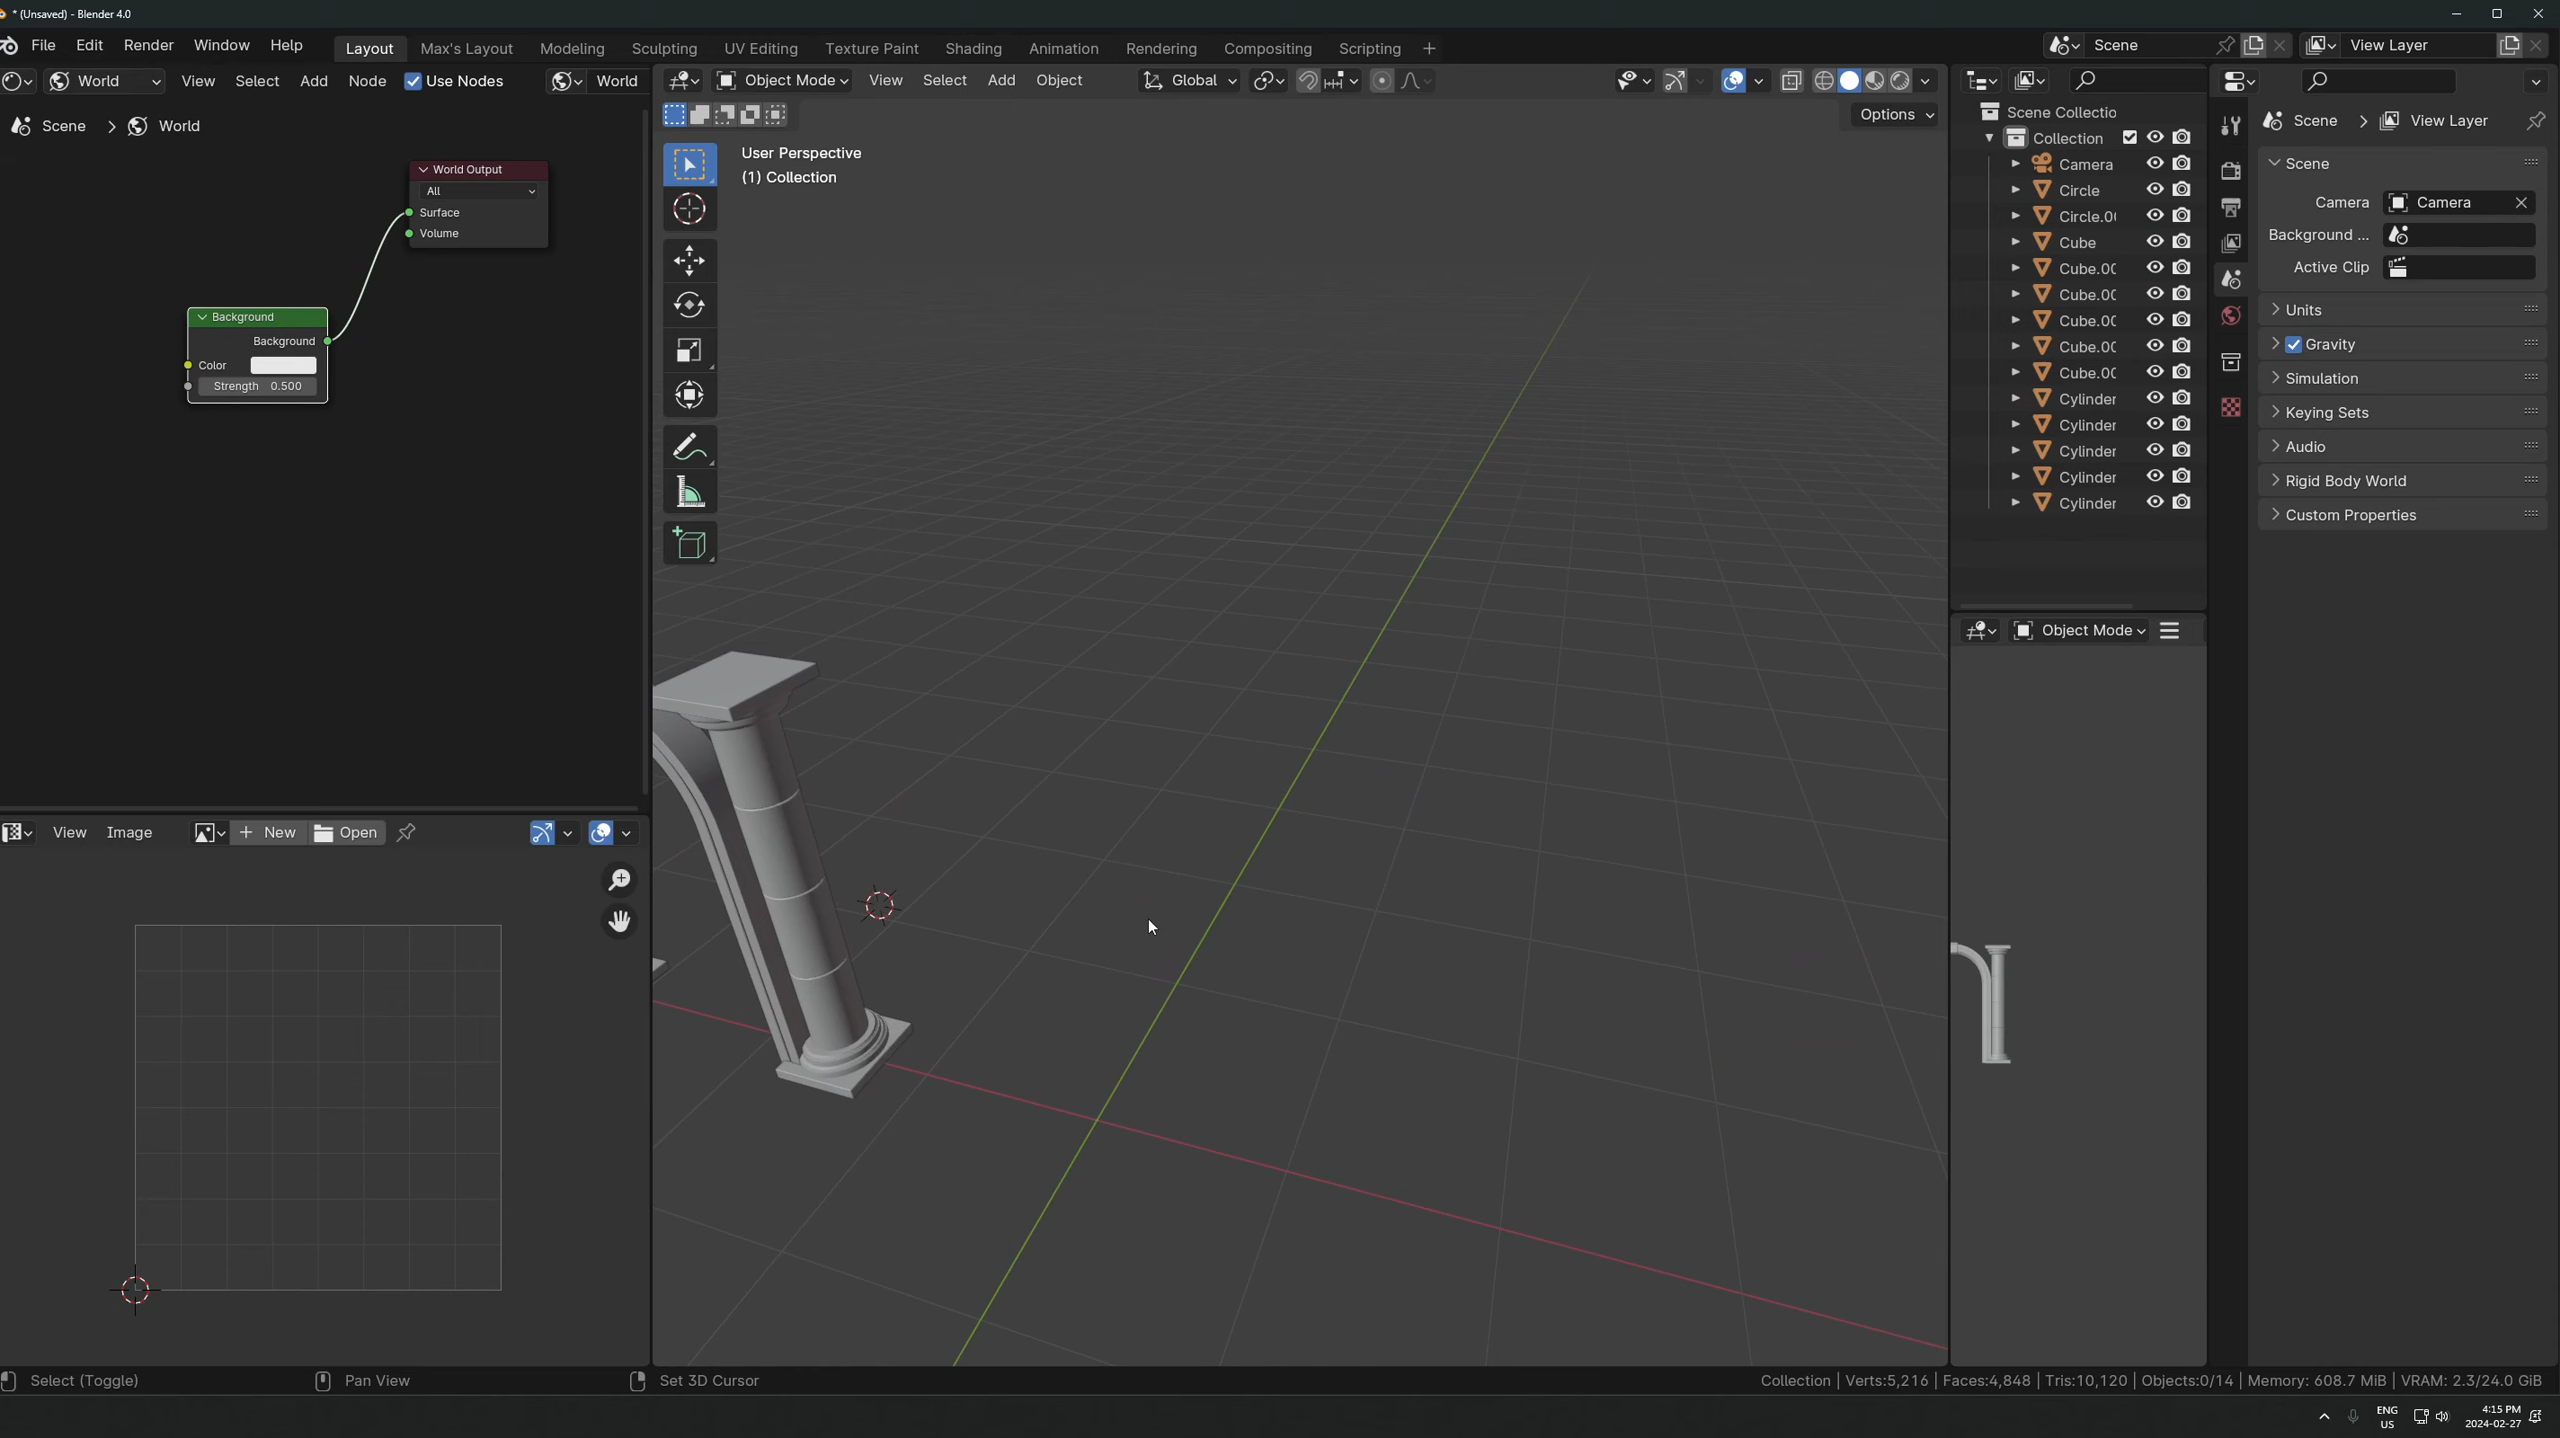 * (Unsaved) - Blender 4.0
File Edit Render Window Help Layout Max's Layout Modeling Sculpting UV Editing Texture Paint Shading Animation Rendering Compositing Scripting + Scene View Layer
World View Select Add Node Use Nodes World
Object Mode View Select Add Object Global
Scene > World
World Output
All
Surface
Volume
Background
Background
Color
Strength 0.500
Options
User Perspective
(1) Collection
Scene Collectio
Collection
Camera
Circle
Circle.0
Cube
Cube.00
Cube.00
Cube.00
Cube.00
Cube.00
Cylinder
Cylinder
Cylinder
Cylinder
Cylinder
Object Mode
Scene > View Layer
Scene
Camera Camera
Background ...
Active Clip
Units
Gravity
Simulation
Keying Sets
Audio
Rigid Body World
Custom Properties
View Image + New Open
Select (Toggle) Pan View Set 3D Cursor
Collection | Verts:5,216 | Faces:4,848 | Tris:10,120 | Objects:0/14 | Memory: 608.7 MiB | VRAM: 2.3/24.0 GiB
ENG
US
4:15 PM
2024-02-27